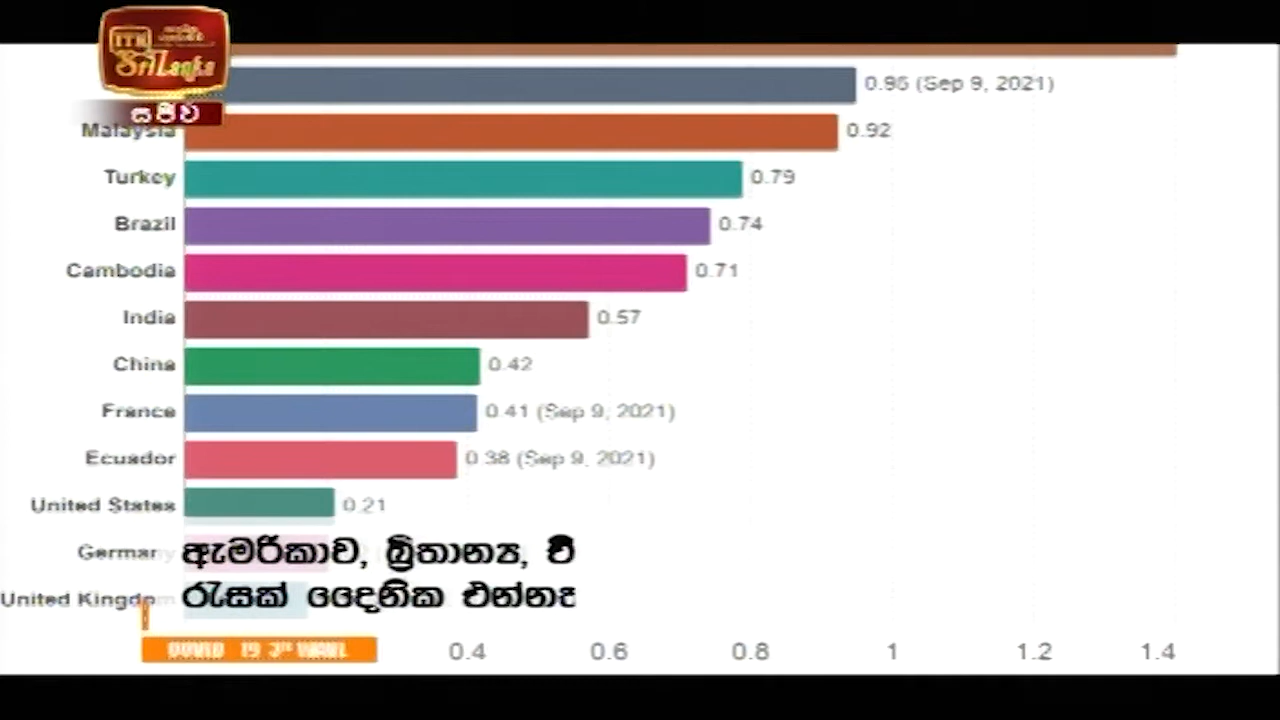 ITN
Sri Lanka
සජීව
0.95 (Sep 9, 2021)
Malaysia 0.92
Turkey 0.79
Brazil 0.74
Cambodia 0.71
India 0.57
China 0.42
France 0.41 (Sep 9, 2021)
Ecuador 0.38 (Sep 9, 2021)
United States 0.21
Germany
ඇමරිකාව, බ්‍රිතාන්‍ය,
United Kingdom
රැසක් දෛනික
COVID 19 3rd WAVE
0.4 0.6 0.8 1 1.2 1.4